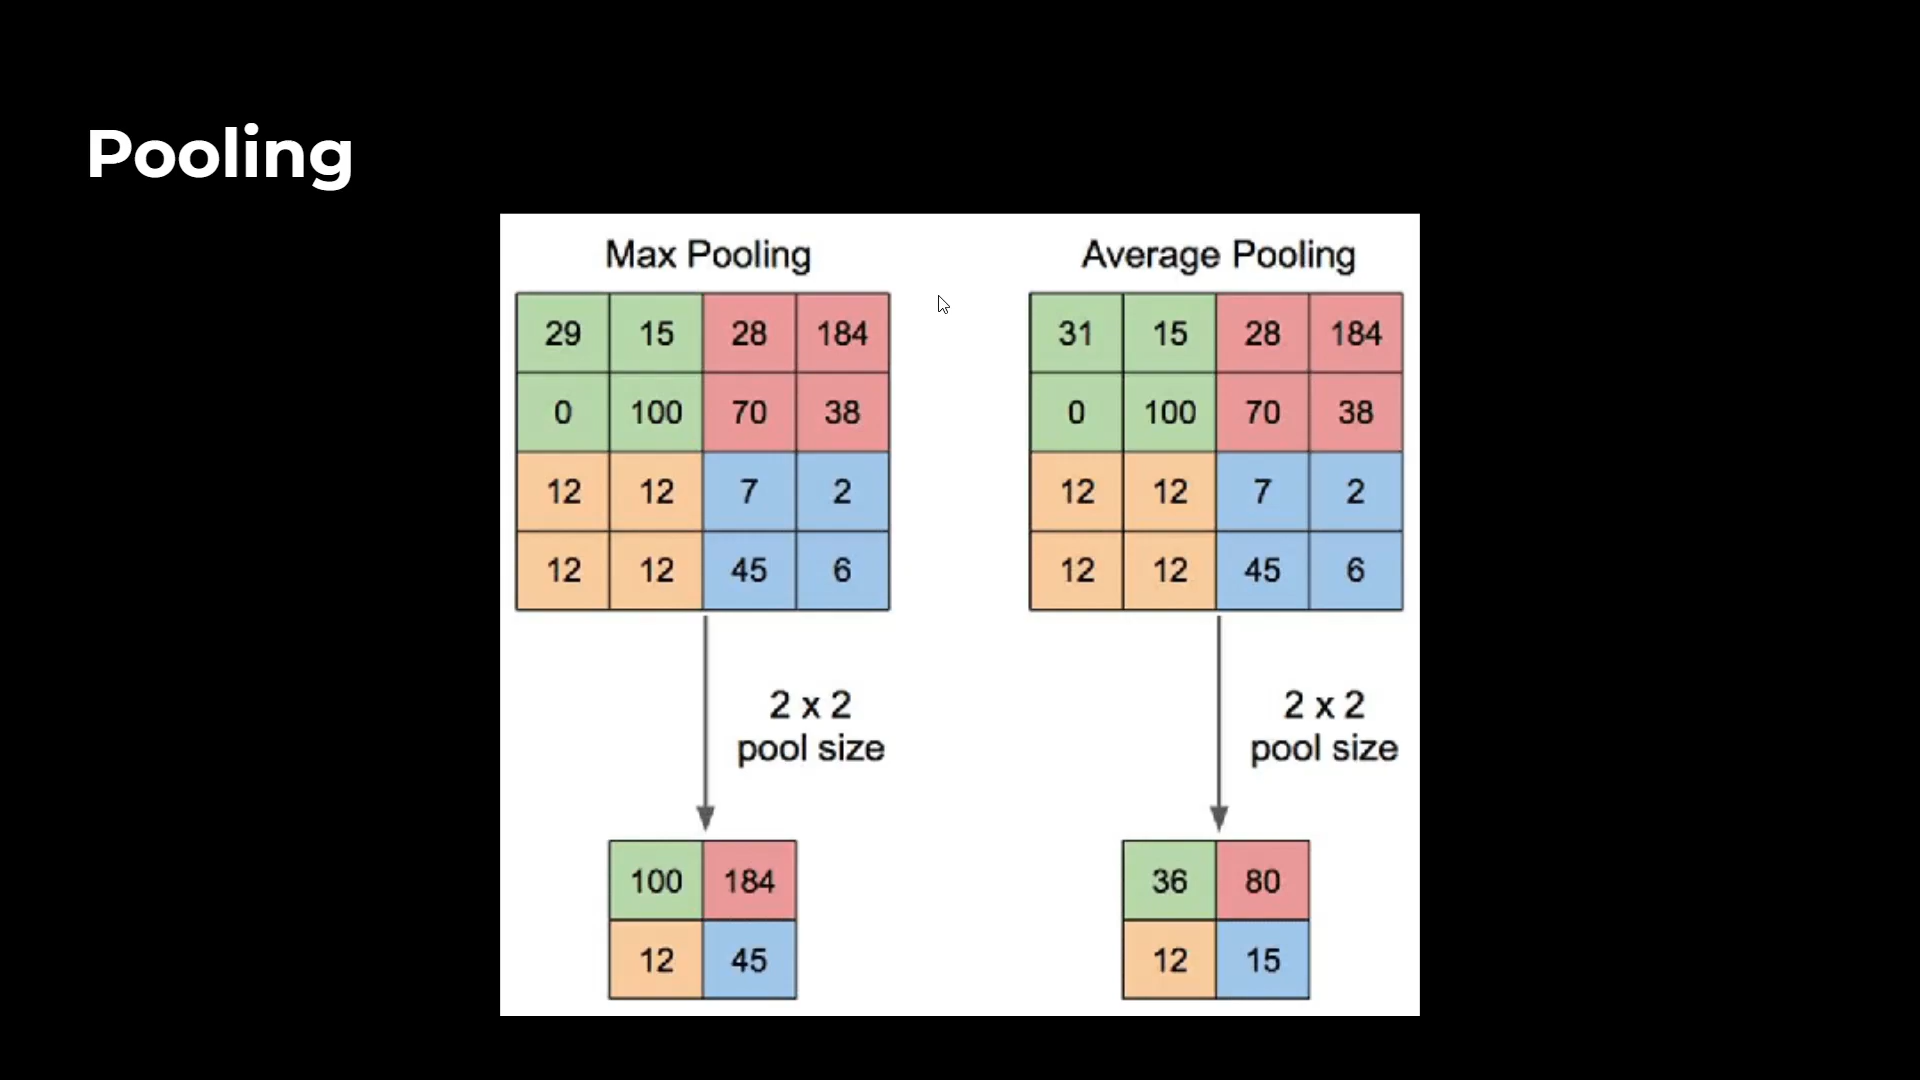 Pooling
Max Pooling
29 15 28 184
0 100 70 38
12 12 7 2
12 12 45 6
2 x 2
pool size
100 184
12 45
Average Pooling
31 15 28 184
0 100 70 38
12 12 7 2
12 12 45 6
2 x 2
pool size
36 80
12 15